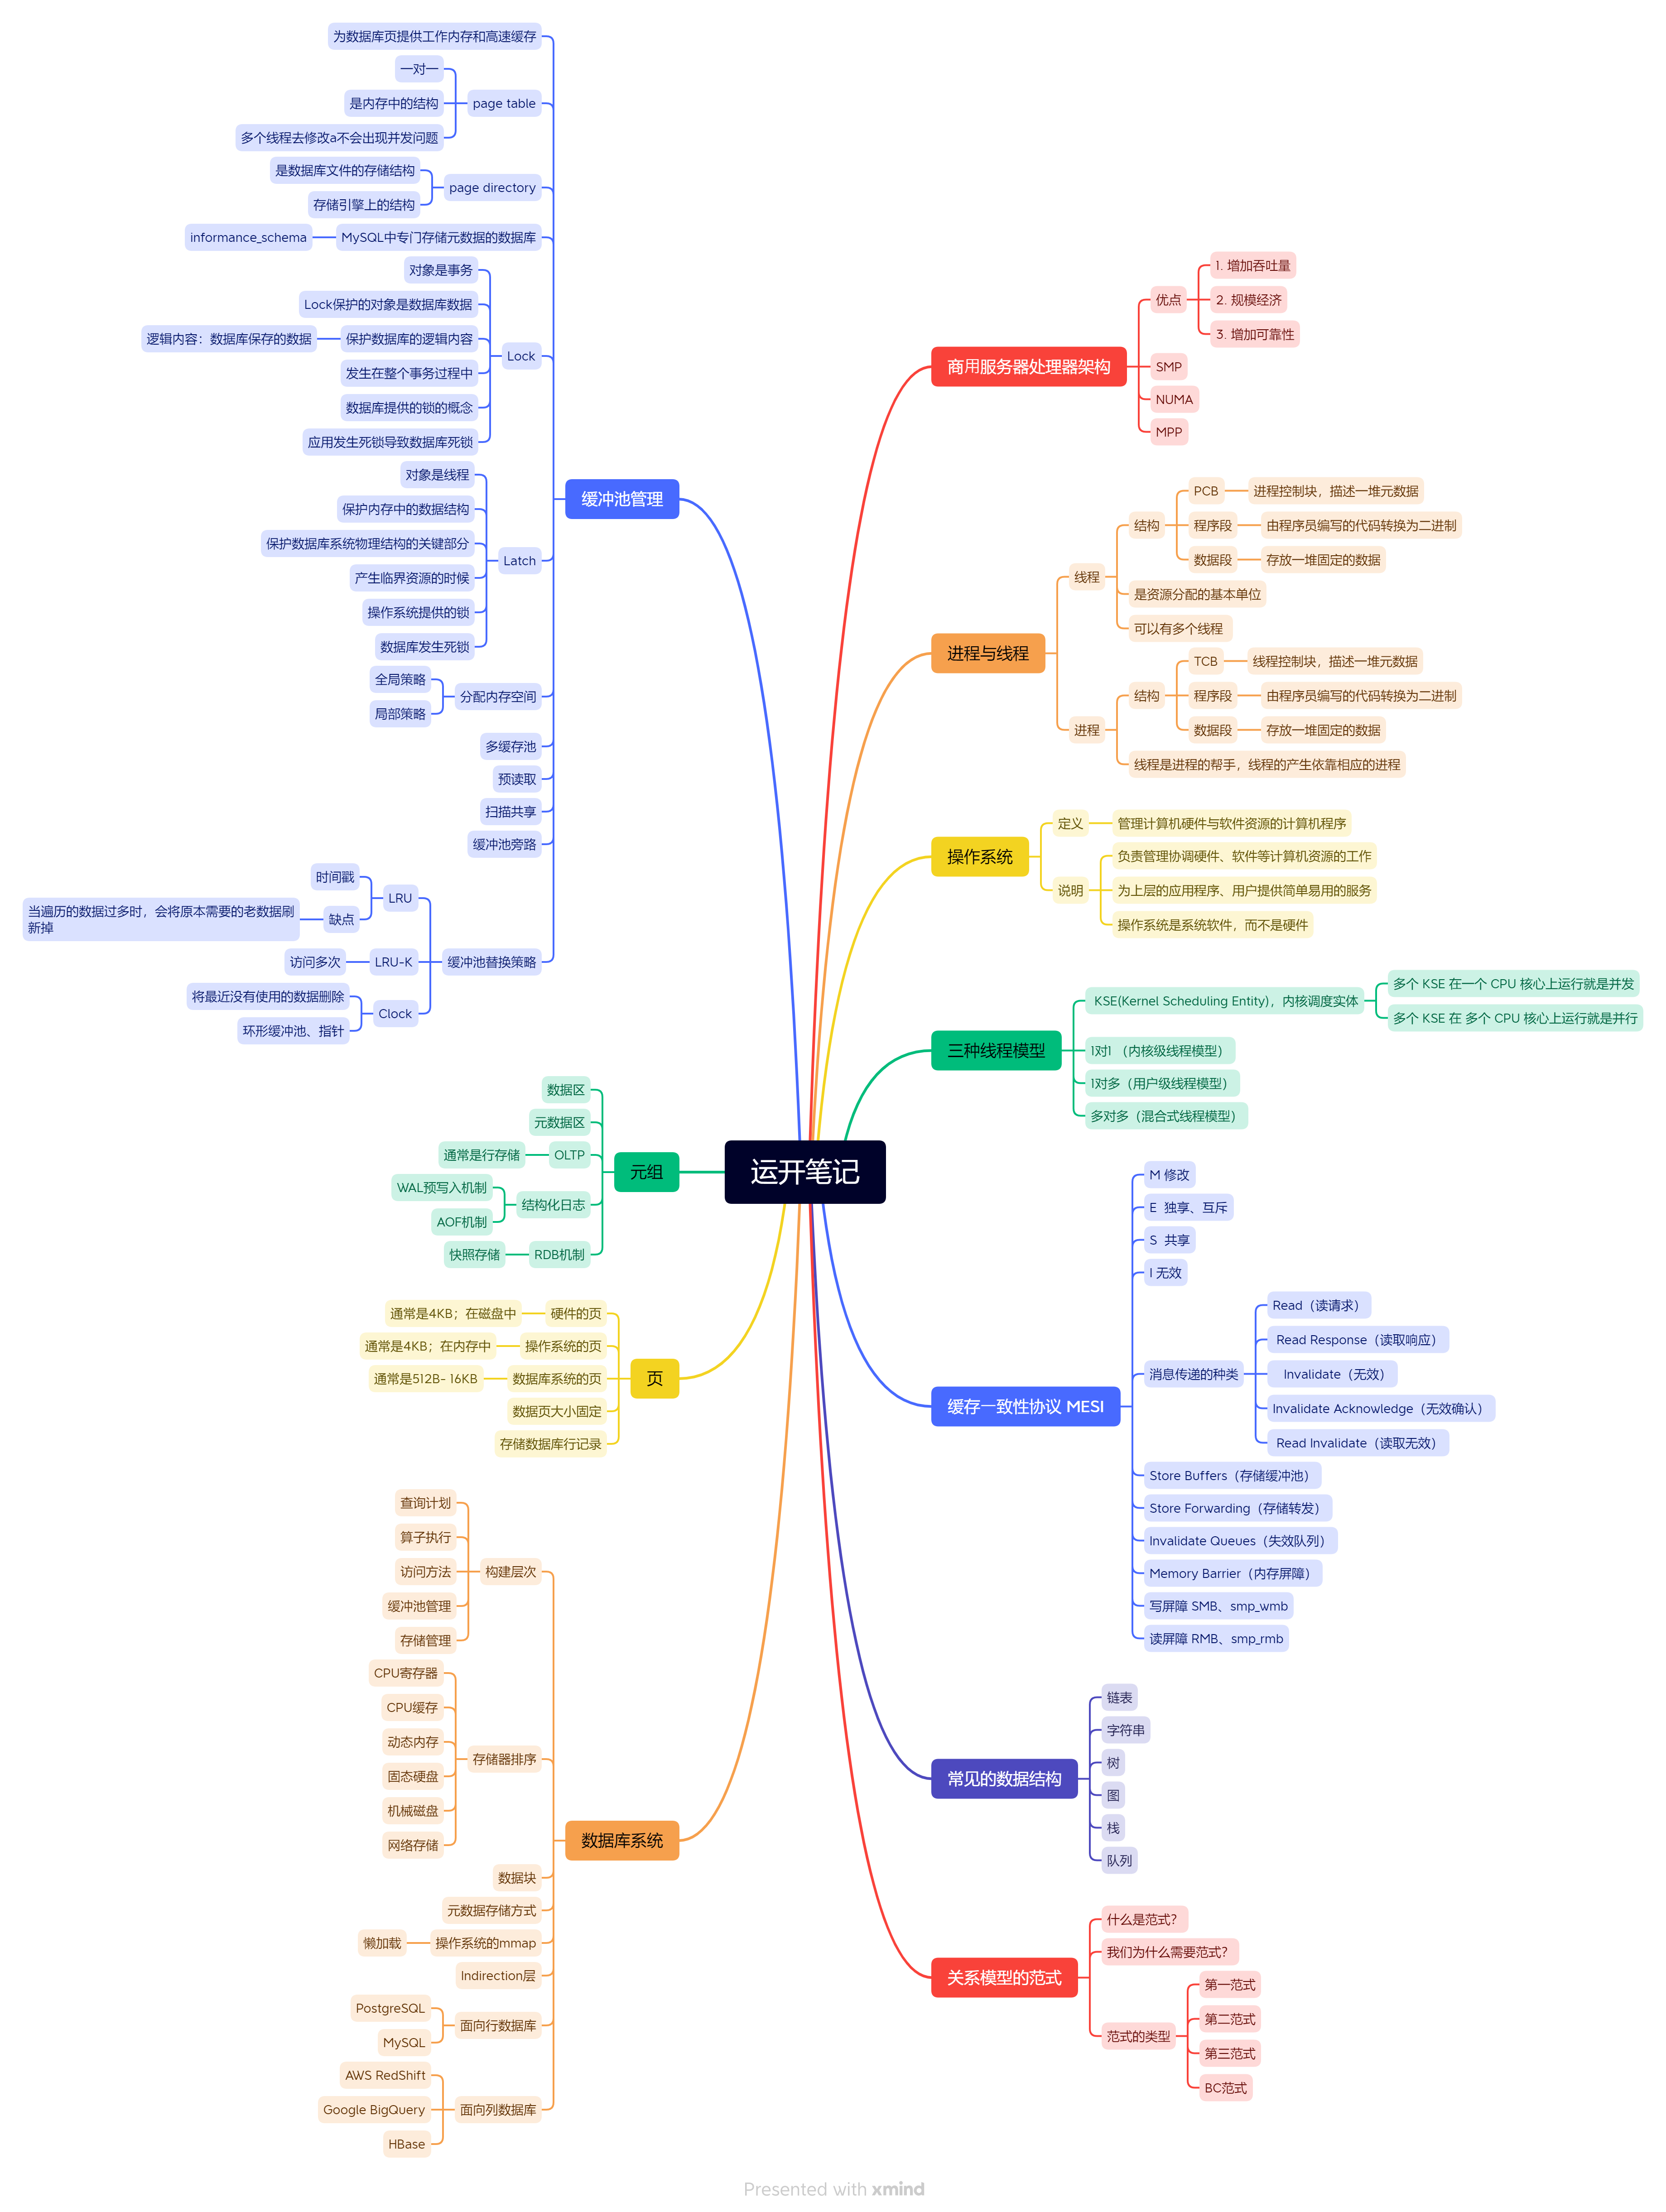 运开笔记
商用服务器处理器架构
优点
1. 增加吞吐量
2. 规模经济
3. 增加可靠性
SMP
NUMA
MPP
进程与线程
线程
结构
PCB
进程控制块，描述一堆元数据
程序段
由程序员编写的代码转换为二进制
数据段
存放一堆固定的数据
是资源分配的基本单位
可以有多个线程
进程
结构
TCB
线程控制块，描述一堆元数据
程序段
由程序员编写的代码转换为二进制
数据段
存放一堆固定的数据
线程是进程的帮手，线程的产生依靠相应的进程
操作系统
定义
管理计算机硬件与软件资源的计算机程序
说明
负责管理协调硬件、软件等计算机资源的工作
为上层的应用程序、用户提供简单易用的服务
操作系统是系统软件，而不是硬件
三种线程模型
KSE(Kernel Scheduling Entity)，内核调度实体
多个 KSE 在一个 CPU 核心上运行就是并发
多个 KSE 在 多个 CPU 核心上运行就是并行
1对1 （内核级线程模型）
1对多（用户级线程模型）
多对多（混合式线程模型）
缓存一致性协议 MESI
M 修改
E 独享、互斥
S 共享
I 无效
消息传递的种类
Read（读请求）
Read Response（读取响应）
Invalidate（无效）
Invalidate Acknowledge（无效确认）
Read Invalidate（读取无效）
Store Buffers（存储缓冲池）
Store Forwarding（存储转发）
Invalidate Queues（失效队列）
Memory Barrier（内存屏障）
写屏障 SMB、smp_wmb
读屏障 RMB、smp_rmb
常见的数据结构
链表
字符串
树
图
栈
队列
关系模型的范式
什么是范式？
我们为什么需要范式？
范式的类型
第一范式
第二范式
第三范式
BC范式
缓冲池管理
为数据库页提供工作内存和高速缓存
page table
一对一
是内存中的结构
多个线程去修改a不会出现并发问题
page directory
是数据库文件的存储结构
存储引擎上的结构
MySQL中专门存储元数据的数据库
informance_schema
Lock
对象是事务
Lock保护的对象是数据库数据
保护数据库的逻辑内容
逻辑内容：数据库保存的数据
发生在整个事务过程中
数据库提供的锁的概念
应用发生死锁导致数据库死锁
Latch
对象是线程
保护内存中的数据结构
保护数据库系统物理结构的关键部分
产生临界资源的时候
操作系统提供的锁
数据库发生死锁
分配内存空间
全局策略
局部策略
多缓存池
预读取
扫描共享
缓冲池旁路
缓冲池替换策略
LRU
时间戳
缺点
当遍历的数据过多时，会将原本需要的老数据刷
新掉
LRU-K
访问多次
Clock
将最近没有使用的数据删除
环形缓冲池、指针
元组
数据区
元数据区
OLTP
通常是行存储
结构化日志
WAL预写入机制
AOF机制
RDB机制
快照存储
页
硬件的页
通常是4KB；在磁盘中
操作系统的页
通常是4KB；在内存中
数据库系统的页
通常是512B- 16KB
数据页大小固定
存储数据库行记录
数据库系统
构建层次
查询计划
算子执行
访问方法
缓冲池管理
存储管理
存储器排序
CPU寄存器
CPU缓存
动态内存
固态硬盘
机械磁盘
网络存储
数据块
元数据存储方式
操作系统的mmap
懒加载
Indirection层
面向行数据库
PostgreSQL
MySQL
面向列数据库
AWS RedShift
Google BigQuery
HBase
Presented with xmind